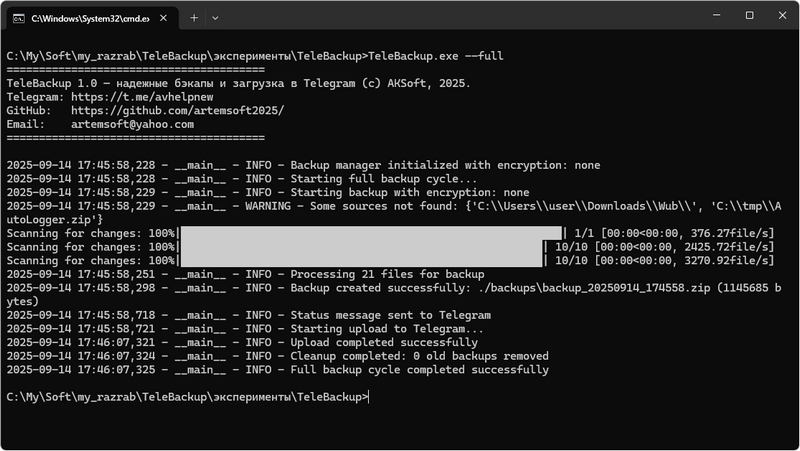 C:\Windows\System32\cmd.ex
C:\My\Soft\my_razrab\TeleBackup\эксперименты\TeleBackup>TeleBackup.exe --full
========================================
TeleBackup 1.0 — надежные бэкапы и загрузка в Telegram (c) AKSoft, 2025.
Telegram: https://t.me/avhelpnew
GitHub:   https://github.com/artemsoft2025/
Email:    artemsoft@yahoo.com
========================================
2025-09-14 17:45:58,228 - __main__ - INFO - Backup manager initialized with encryption: none
2025-09-14 17:45:58,228 - __main__ - INFO - Starting full backup cycle...
2025-09-14 17:45:58,229 - __main__ - INFO - Starting backup with encryption: none
2025-09-14 17:45:58,229 - __main__ - WARNING - Some sources not found: {'C:\\Users\\user\\Downloads\\Wub\\', 'C:\\tmp\\A
utoLogger.zip'}
Scanning for changes: 100%| | 1/1 [00:00<00:00, 376.27file/s]
Scanning for changes: 100%| | 10/10 [00:00<00:00, 2425.72file/s]
Scanning for changes: 100%| | 10/10 [00:00<00:00, 3270.92file/s]
2025-09-14 17:45:58,251 - __main__ - INFO - Processing 21 files for backup
2025-09-14 17:45:58,298 - __main__ - INFO - Backup created successfully: ./backups\backup_20250914_174558.zip (1145685 b
ytes)
2025-09-14 17:45:58,718 - __main__ - INFO - Status message sent to Telegram
2025-09-14 17:45:58,721 - __main__ - INFO - Starting upload to Telegram...
2025-09-14 17:46:07,321 - __main__ - INFO - Upload completed successfully
2025-09-14 17:46:07,324 - __main__ - INFO - Cleanup completed: 0 old backups removed
2025-09-14 17:46:07,325 - __main__ - INFO - Full backup cycle completed successfully
C:\My\Soft\my_razrab\TeleBackup\эксперименты\TeleBackup>